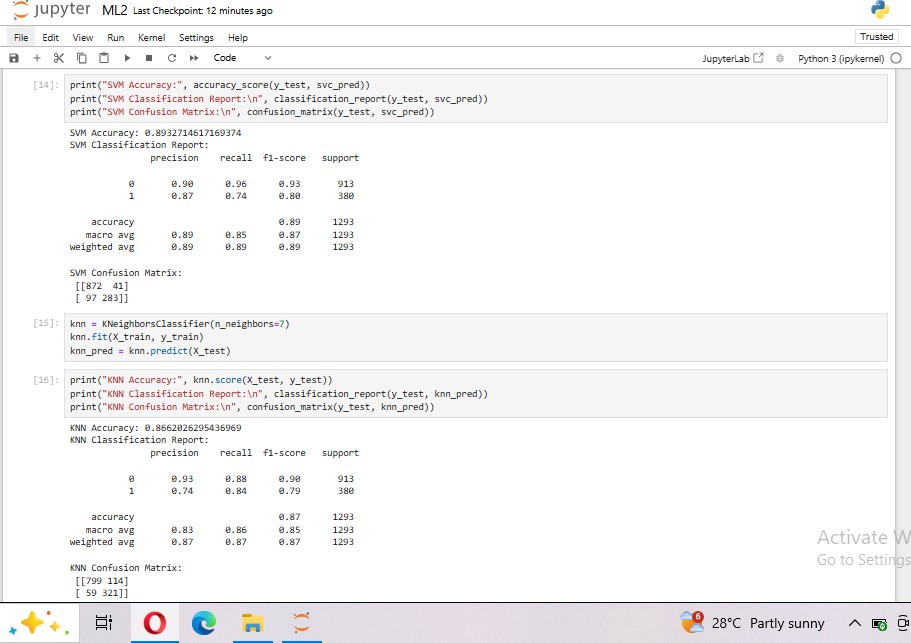 jupyter ML2 Last Checkpoint: 12 minutes ago
File Edit View Run Kernel Settings Help Trusted
Code JupyterLab Python 3 (ipykernel)
[14]: print("SVM Accuracy:", accuracy_score(y_test, svc_pred))
print("SVM Classification Report:\n", classification_report(y_test, svc_pred))
print("SVM Confusion Matrix:\n", confusion_matrix(y_test, svc_pred))
SVM Accuracy: 0.8932714617169374
SVM Classification Report:
precision recall f1-score support
0 0.90 0.96 0.93 913
1 0.87 0.74 0.80 380
accuracy 0.89 1293
macro avg 0.89 0.85 0.87 1293
weighted avg 0.89 0.89 0.89 1293
SVM Confusion Matrix:
[[872 41]
[ 97 283]]
[15]: knn = KNeighborsClassifier(n_neighbors=7)
knn.fit(X_train, y_train)
knn_pred = knn.predict(X_test)
[16]: print("KNN Accuracy:", knn.score(X_test, y_test))
print("KNN Classification Report:\n", classification_report(y_test, knn_pred))
print("KNN Confusion Matrix:\n", confusion_matrix(y_test, knn_pred))
KNN Accuracy: 0.8662026295436969
KNN Classification Report:
precision recall f1-score support
0 0.93 0.88 0.90 913
1 0.74 0.84 0.79 380
accuracy 0.87 1293
macro avg 0.83 0.86 0.85 1293
weighted avg 0.87 0.87 0.87 1293
KNN Confusion Matrix:
[[799 114]
[ 59 321]]
Activate W
Go to Settings
6 28°C Partly sunny